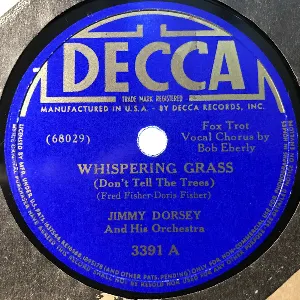 DECCA
TRADE MARK REGISTERED
MANUFACTURED IN U.S.A. - BY DECCA RECORDS, INC.
(68029)
Fox Trot
Vocal Chorus by
Bob Eberly
WHISPERING GRASS
(Don't Tell The Trees)
(Fred Fisher-Doris Fisher)
JIMMY DORSEY
And His Orchestra
3391 A